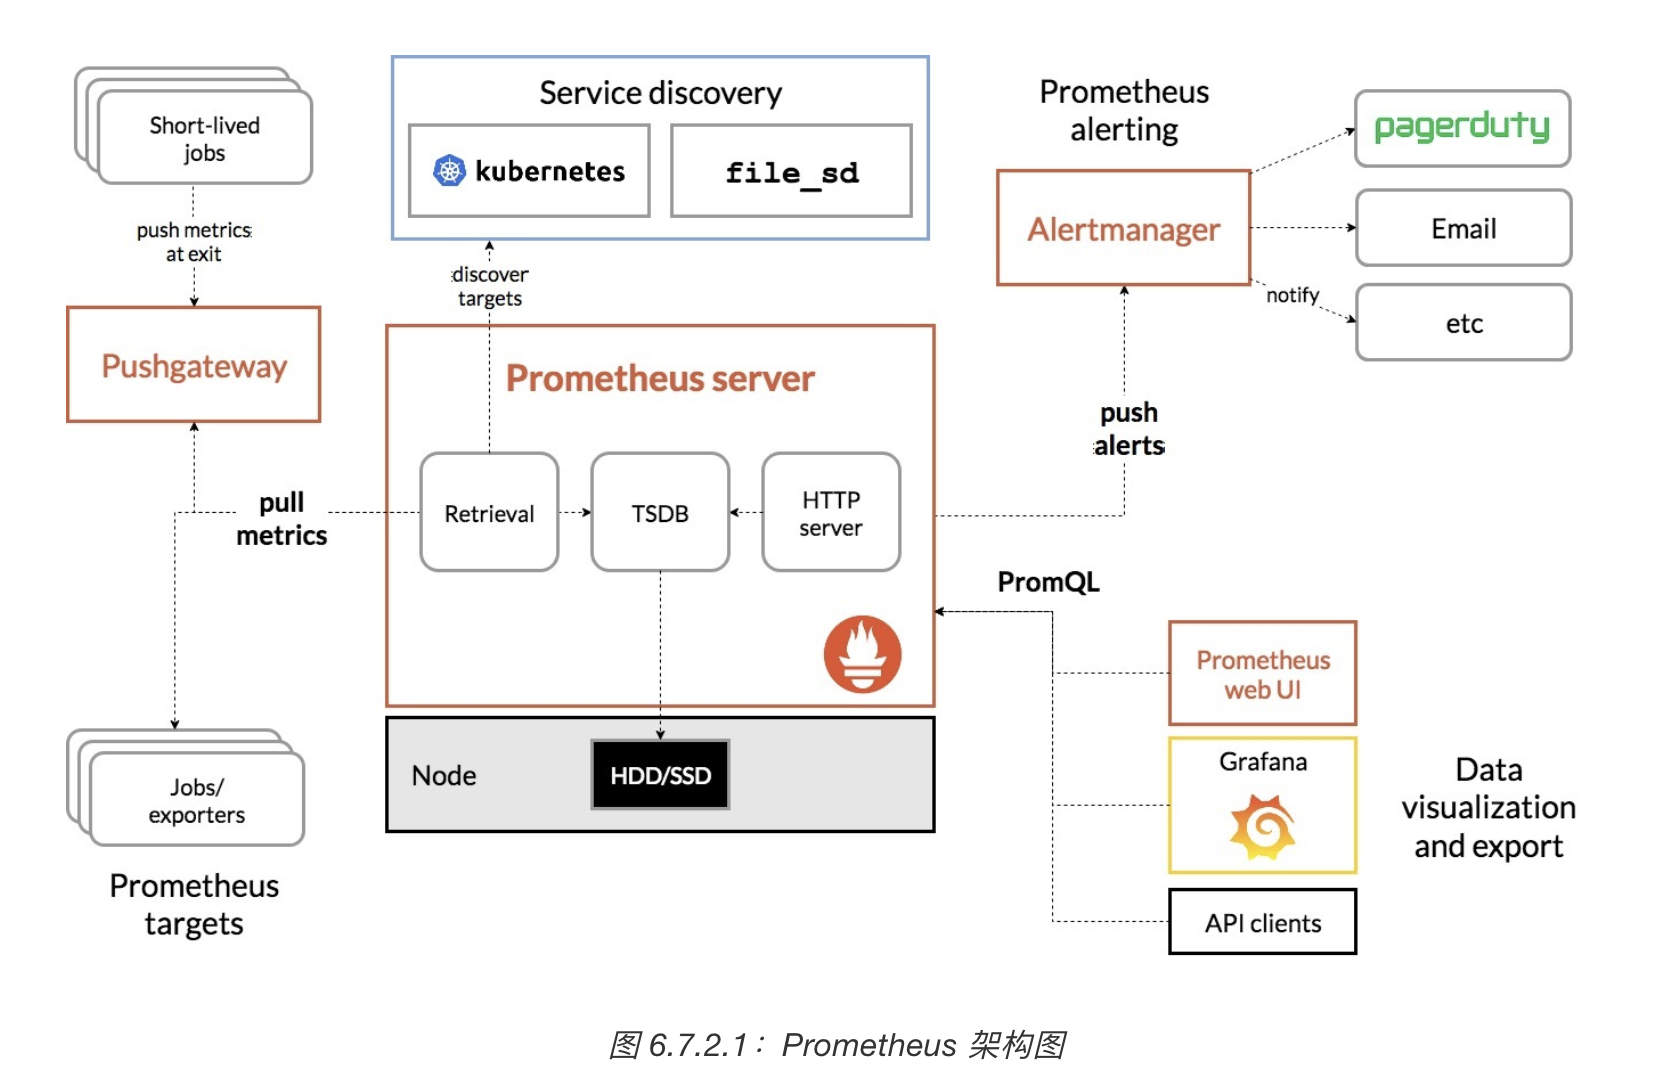 Short-lived
jobs
push metrics
at exit
Pushgateway
pull
metrics
Jobs/
exporters
Prometheus
targets
Service discovery
kubernetes
file_sd
discover
targets
Prometheus server
Retrieval
TSDB
HTTP
server
Node
HDD/SSD
Prometheus
alerting
Alertmanager
pagerduty
Email
notify
etc
push
alerts
PromQL
Prometheus
web UI
Grafana
API clients
Data
visualization
and export
图 6.7.2.1：Prometheus 架构图